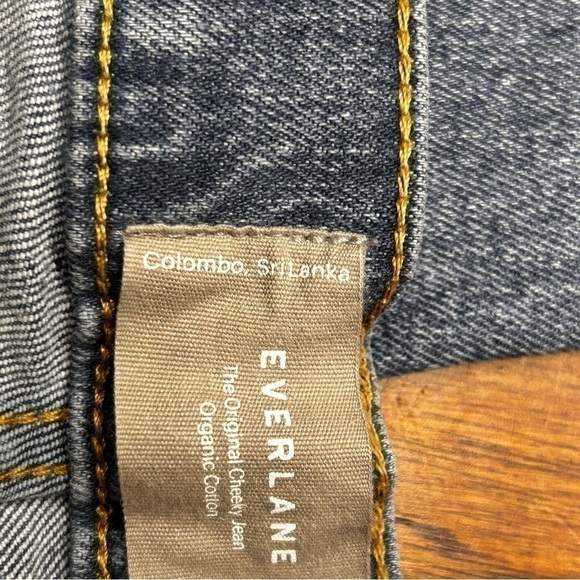 Colombo, Sri Lanka
EVERLANE
The Original Cheeky Jean
Organic Cotton